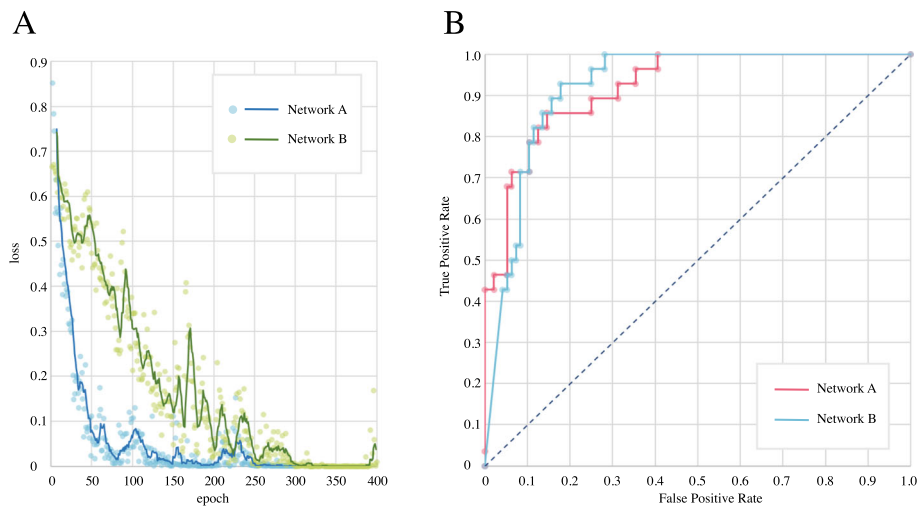 A
B
0.9
0.8
0.7
0.6
0.5
0.4
0.3
0.2
0.1
0
loss
0 50 100 150 200 250 300 350 400
epoch
Network A
Network B
1.0
0.9
0.8
0.7
0.6
0.5
0.4
0.3
0.2
0.1
0
True Positive Rate
0 0.1 0.2 0.3 0.4 0.5 0.6 0.7 0.8 0.9 1.0
False Positive Rate
Network A
Network B